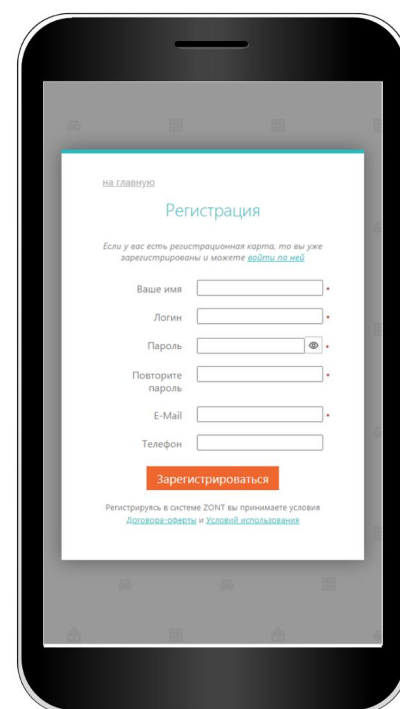 на главную
Регистрация
Если у вас есть регистрационная карта, то вы уже
зарегистрированы и можете войти по ней
Ваше имя *
Логин *
Пароль *
Повторите *
пароль
E-Mail *
Телефон
Зарегистрироваться
Регистрируясь в системе ZONT вы принимаете условия
Договора-оферты и Условий использования